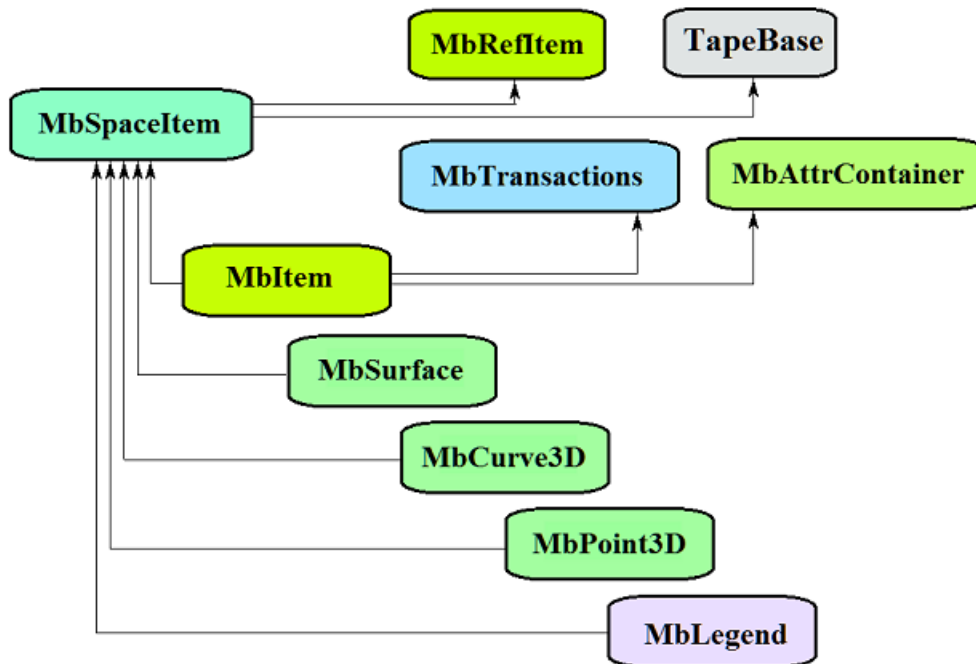 MbRefItem
TapeBase
MbSpaceItem
MbTransactions
MbAttrContainer
MbItem
MbSurface
MbCurve3D
MbPoint3D
MbLegend